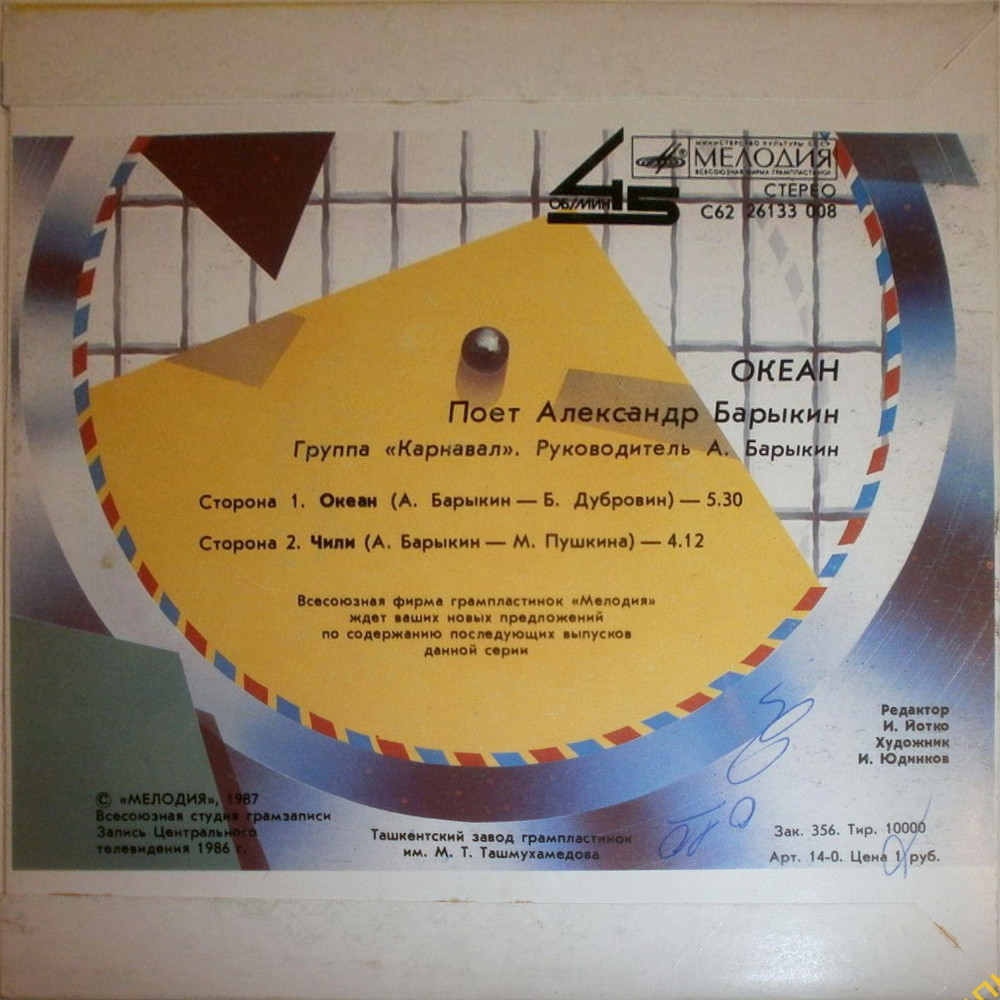 МИНИСТЕРСТВО КУЛЬТУРЫ СССР
МЕЛОДИЯ
ВСЕСОЮЗНАЯ ФИРМА ГРАМПЛАСТИНОК
45
ОБ/МИН
СТЕРЕО
С62 26133 008
ОКЕАН
Поет Александр Барыкин
Группа «Карнавал». Руководитель А. Барыкин
Сторона 1. Океан (А. Барыкин — Б. Дубровин) — 5.30
Сторона 2. Чили (А. Барыкин — М. Пушкина) — 4.12
Всесоюзная фирма грампластинок «Мелодия»
ждет ваших новых предложений
по содержанию последующих выпусков
данной серии
Редактор
И. Йотко
Художник
И. Юдинков
© «МЕЛОДИЯ», 1987
Всесоюзная студия грамзаписи
Запись Центрального
телевидения 1986 г.
Ташкентский завод грампластинок
им. М. Т. Ташмухамедова
Зак. 356. Тир. 10000
Арт. 14-0. Цена 1 руб.